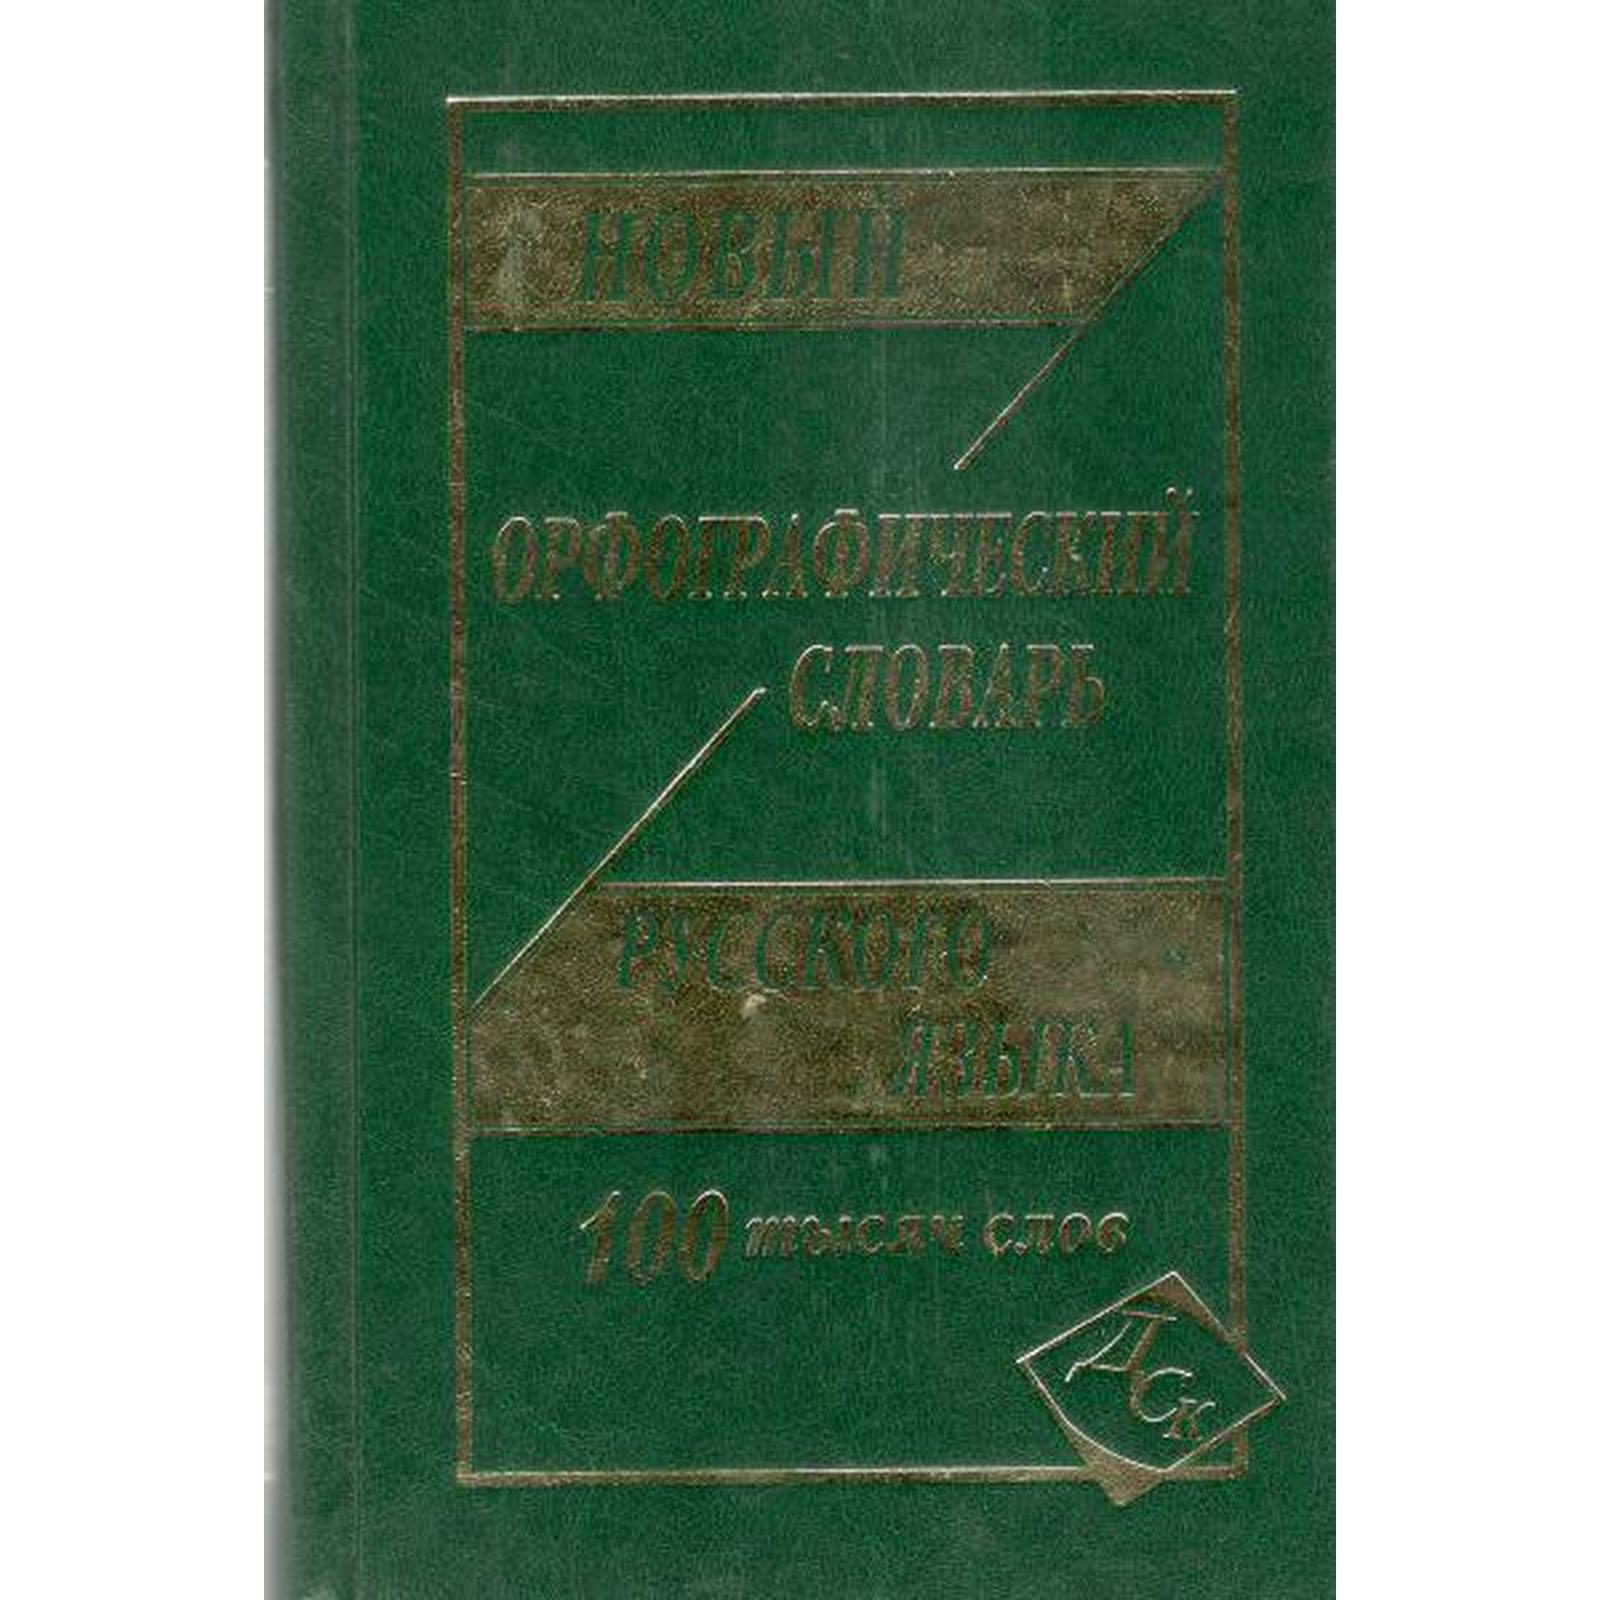 НОВЫЙ
ОРФОГРАФИЧЕСКИЙ
СЛОВАРЬ
РУССКОГО
ЯЗЫКА
100 тысяч слов
Дск